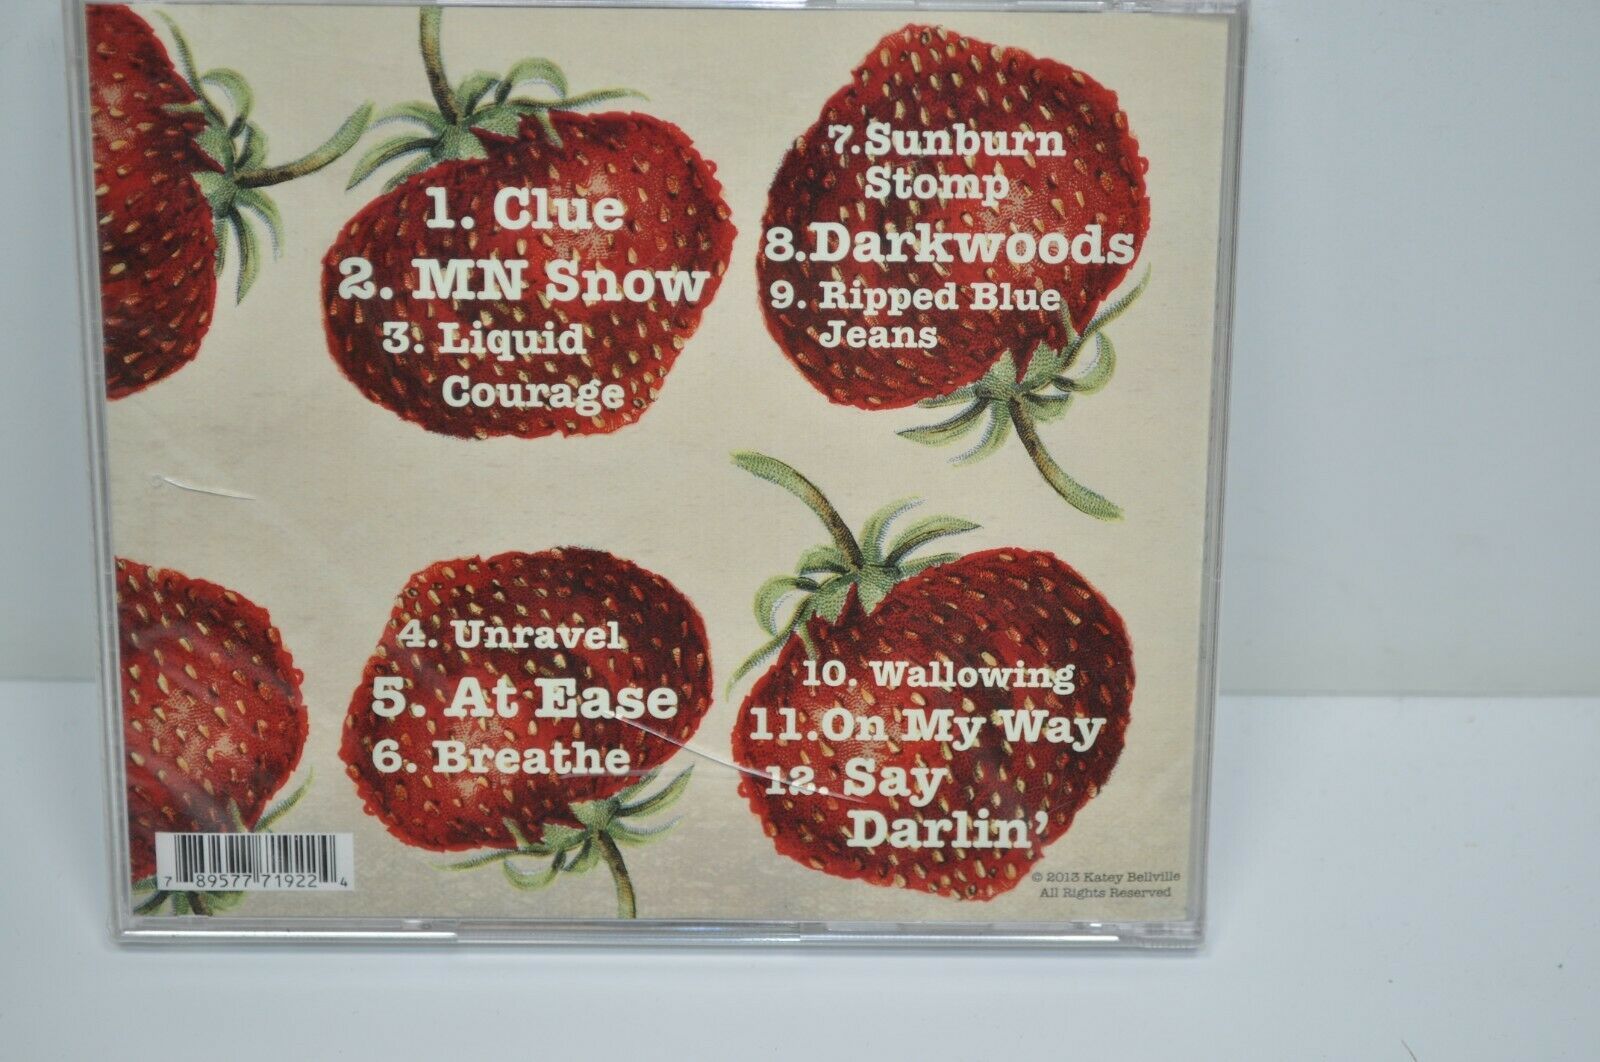 1. Clue
2. MN Snow
3. Liquid
Courage
4. Unravel
5. At Ease
6. Breathe
7. Sunburn
Stomp
8. Darkwoods
9. Ripped Blue
Jeans
10. Wallowing
11. On My Way
12. Say
Darlin'
7 89577 71922 4
© 2013 Katey Bellville
All Rights Reserved